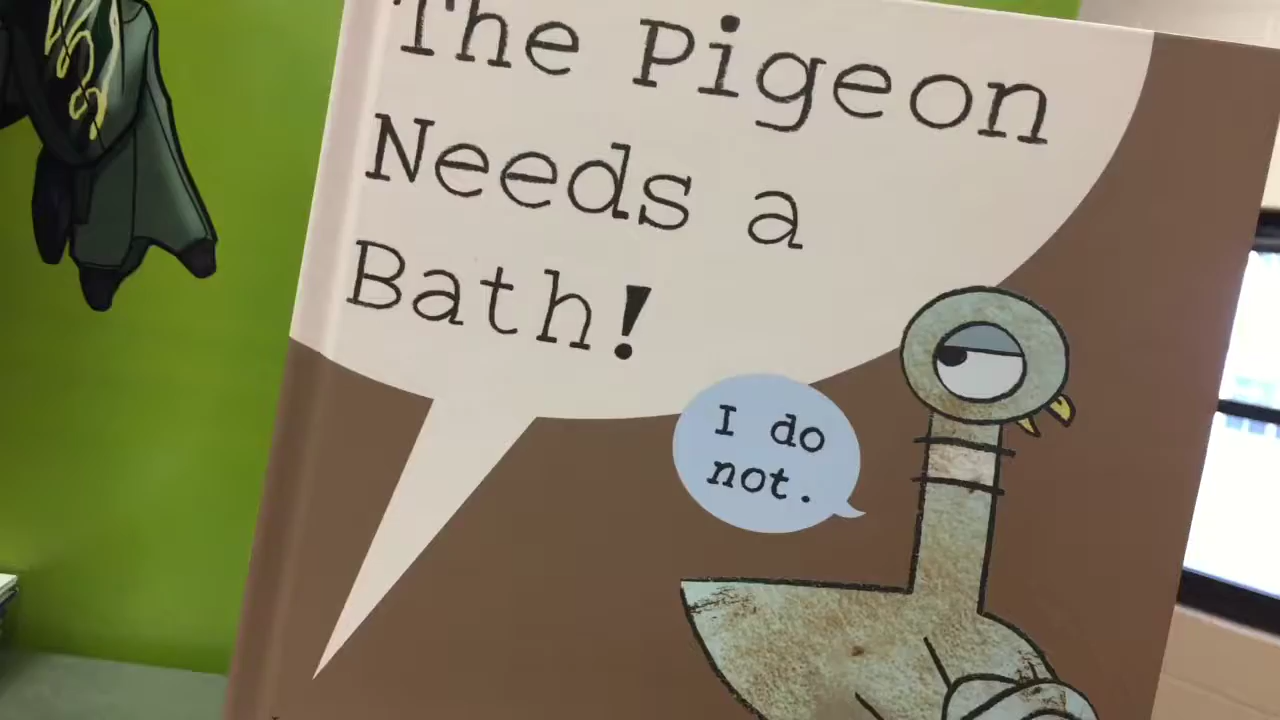 The Pigeon
Needs a
Bath!
I do
not.